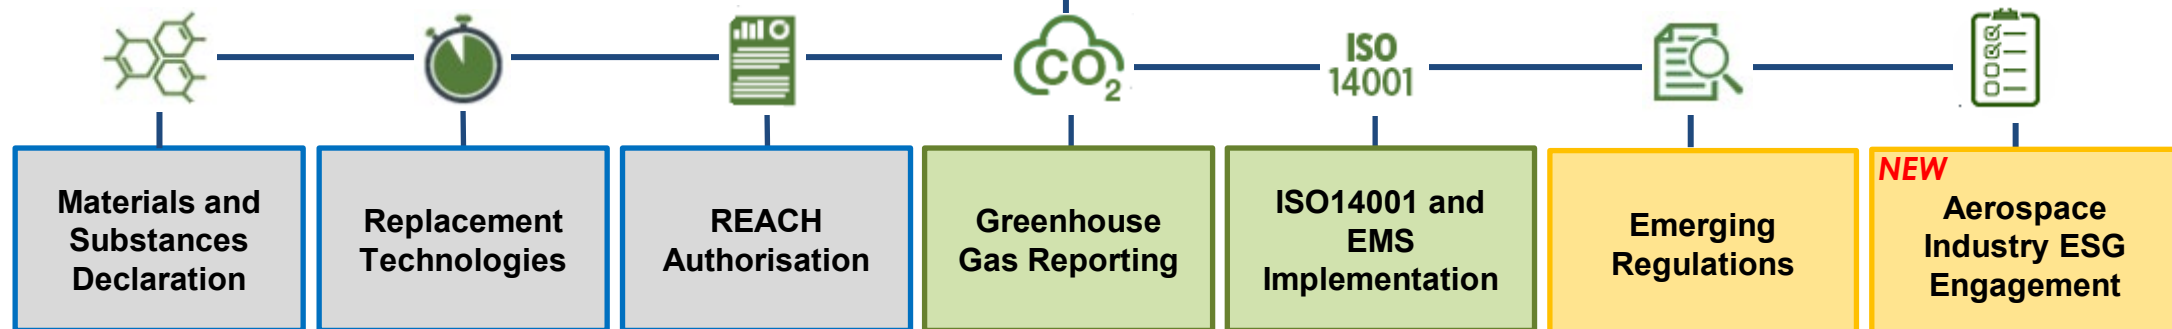 CO2
ISO
14001
Materials and
Substances
Declaration
Replacement
Technologies
REACH
Authorisation
Greenhouse
Gas Reporting
ISO14001 and
EMS
Implementation
Emerging
Regulations
NEW
Aerospace
Industry ESG
Engagement